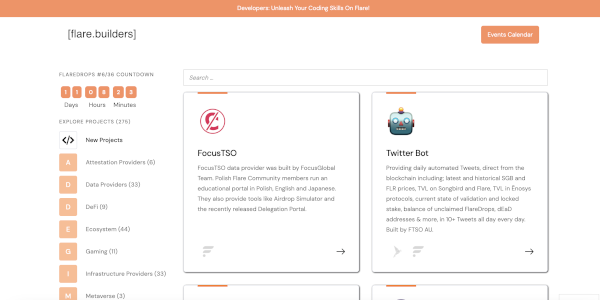 Developers: Unleash Your Coding Skills On Flare!
[flare.builders]
Events Calendar
FLAREDROPS #6/36 COUNTDOWN
1 1 0 8 2 3
Days Hours Minutes
EXPLORE PROJECTS (275)
</> New Projects
A Attestation Providers (6)
D Data Providers (33)
D DeFi (9)
E Ecosystem (44)
G Gaming (11)
I Infrastructure Providers (33)
M Metaverse (3)
Search ...
FocusTSO
FocusTSO data provider was built by FocusGlobal
Team. Polish Flare Community members run an
educational portal in Polish, English and Japanese.
They also provide tools like Airdrop Simulator and
the recently released Delegation Portal.
Twitter Bot
Providing daily automated Tweets, direct from the
blockchain including; latest and historical SGB and
FLR prices, TVL on Songbird and Flare, TVL in Enosys
protocols, current state of validation and locked
stake, balance of unclaimed FlareDrops, dEaD
addresses & more, in 10+ Tweets all day every day.
Built by FTSO AU.